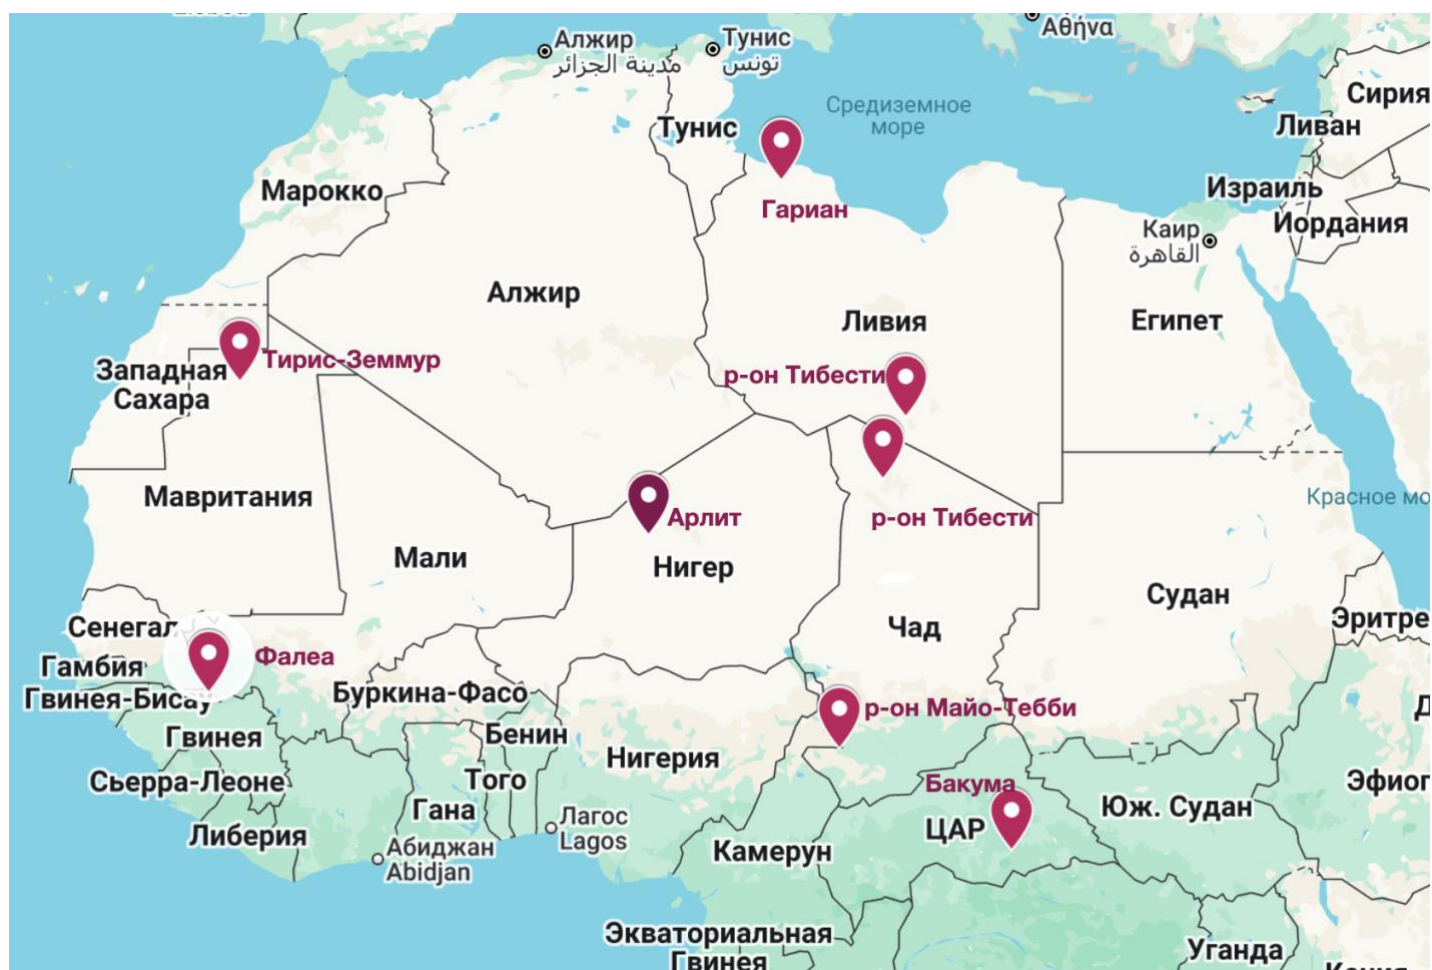 Алжир
مدينة الجزائر
Тунис
تونس
Αθήνα
Сирия
Средиземное
море
Ливан
Тунис
Марокко
Гариан
Израиль
Иордания
Каир
القاهرة
Алжир
Ливия
Египет
Тирис-Земмур
Западная
Сахара
р-он Тибести
Мавритания
Красное мо
Арлит
р-он Тибести
Мали
Нигер
Судан
Эритре
Сенегал
Чад
Фалеа
Гамбия
Гвинея-Бисау
Буркина-Фасо
р-он Майо-Тебби
Гвинея
Бенин
Нигерия
Сьерра-Леоне
Того
Бакума
Эфиоп
Гана
Юж. Судан
Либерия
Лагос
Lagos
ЦАР
Абиджан
Abidjan
Камерун
Экваториальная
Гвинея
Уганда